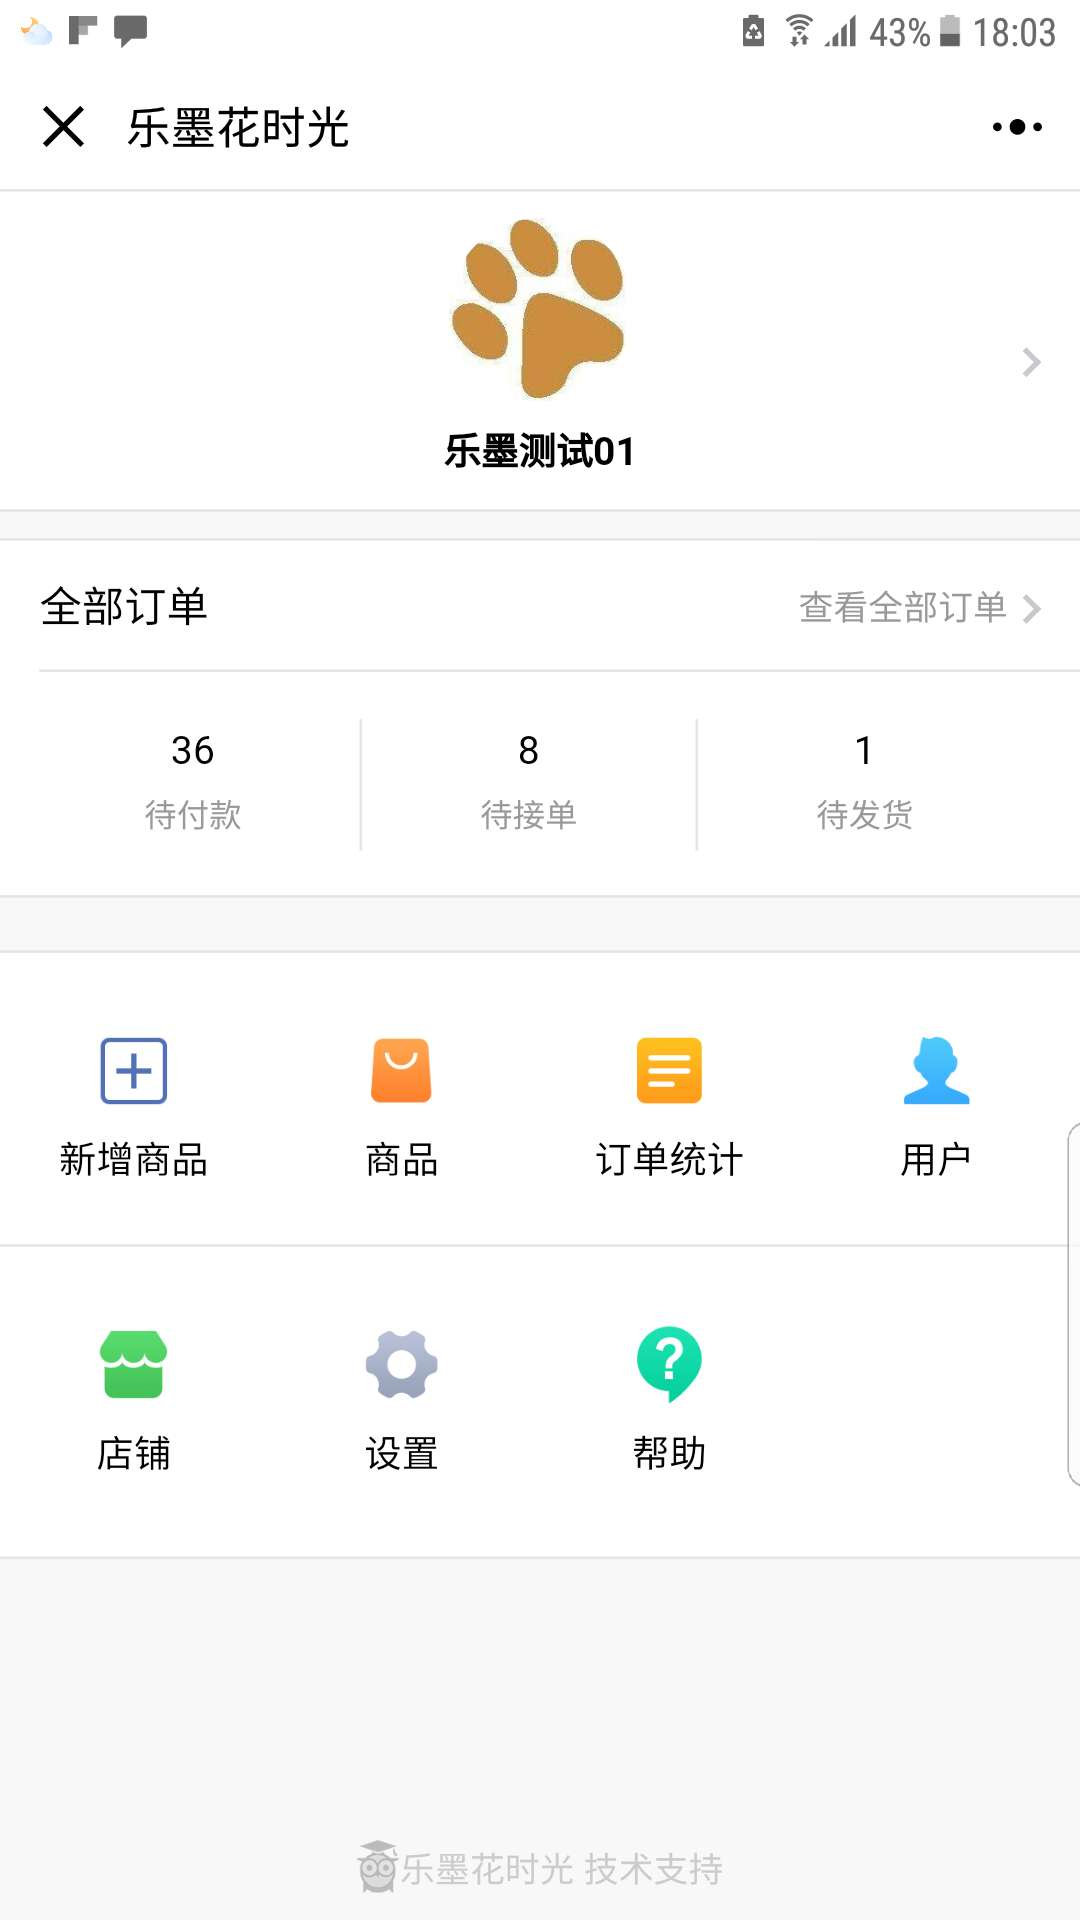 43% 18:03
乐墨花时光
乐墨测试01
全部订单 查看全部订单
36 8 1
待付款 待接单 待发货
新增商品 商品 订单统计 用户
店铺 设置 帮助
乐墨花时光 技术支持